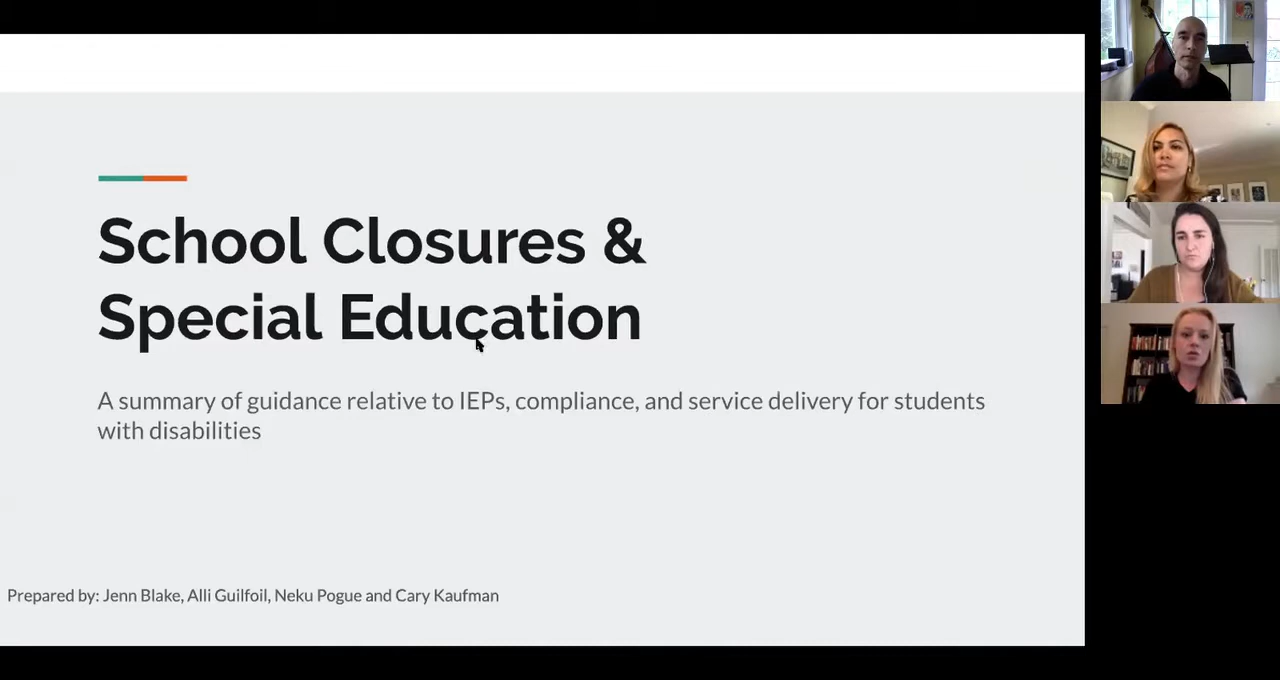 School Closures &
Special Education
A summary of guidance relative to IEPs, compliance, and service delivery for students
with disabilities
Prepared by: Jenn Blake, Alli Guilfoil, Neku Pogue and Cary Kaufman